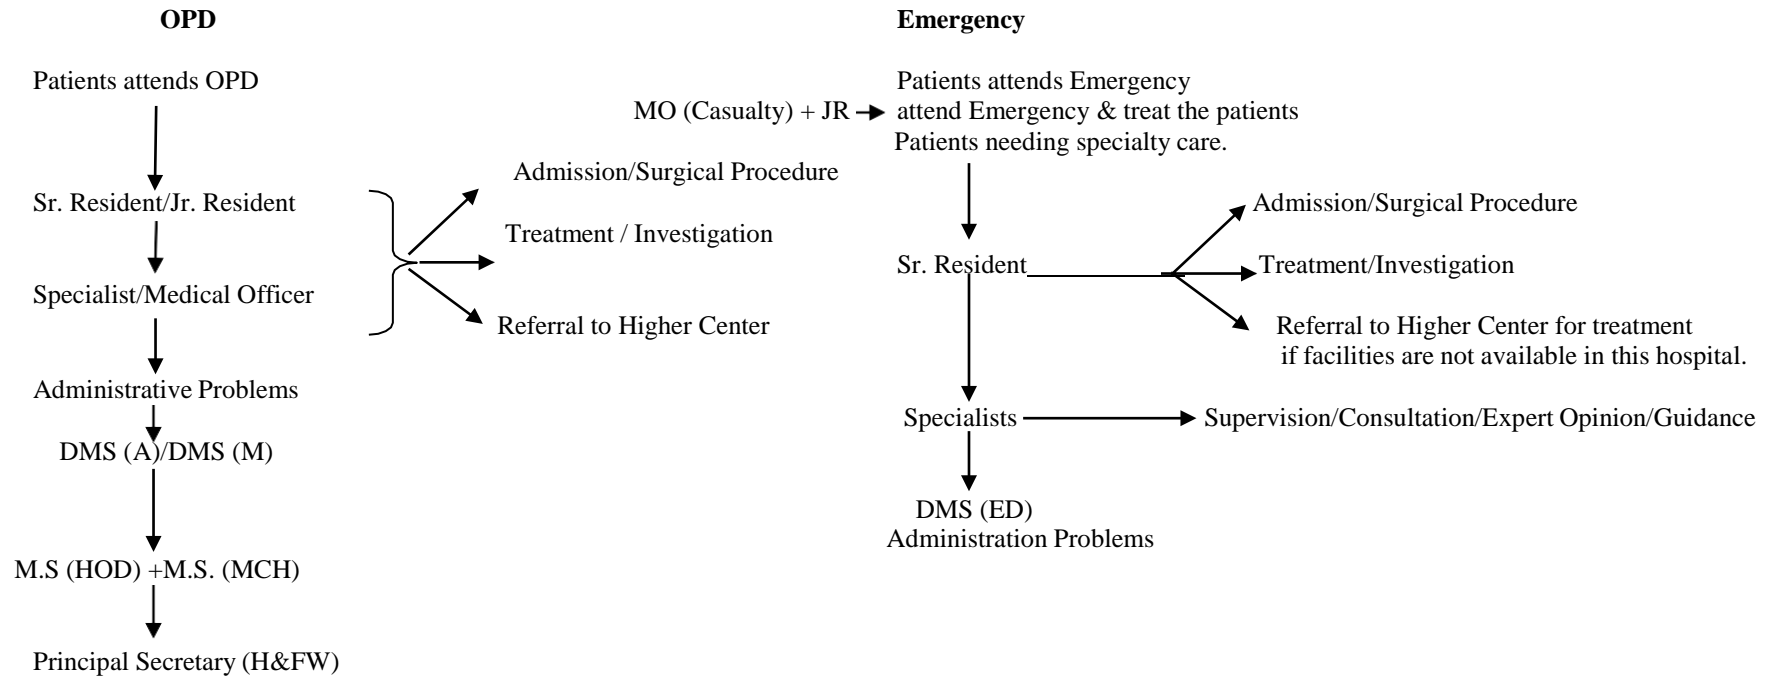 OPD
Patients attends OPD
Sr. Resident/Jr. Resident
Specialist/Medical Officer
Administrative Problems
DMS (A)/DMS (M)
M.S (HOD) +M.S. (MCH)
Principal Secretary (H&FW)
Admission/Surgical Procedure
Treatment / Investigation
Referral to Higher Center
Emergency
Patients attends Emergency
MO (Casualty) + JR attend Emergency & treat the patients
Patients needing specialty care.
Sr. Resident
Admission/Surgical Procedure
Treatment/Investigation
Referral to Higher Center for treatment
if facilities are not available in this hospital.
Specialists
Supervision/Consultation/Expert Opinion/Guidance
DMS (ED)
Administration Problems